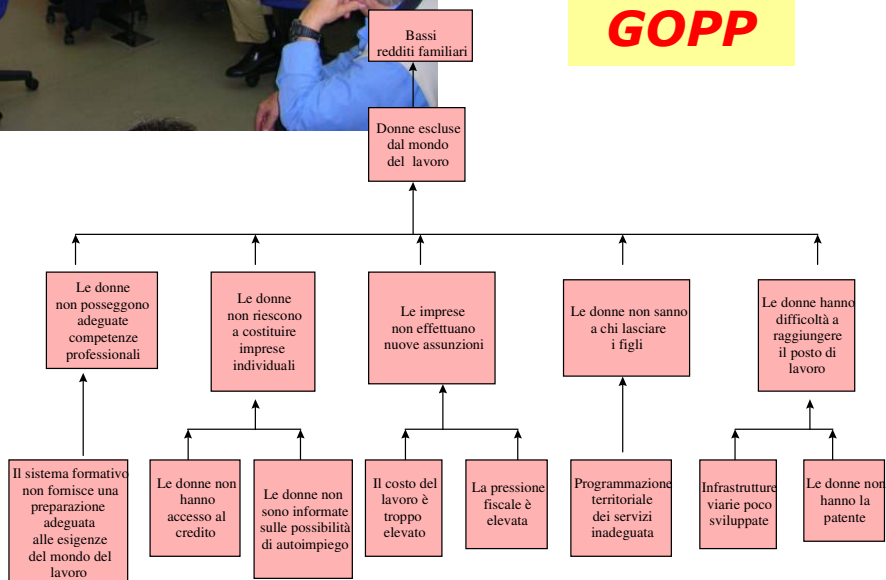 GOPP
Bassi
redditi familiari
Donne escluse
dal mondo
del lavoro
Le donne
non posseggono
adeguate
competenze
professionali
Le donne
non riescono
a costituire
imprese
individuali
Le imprese
non effettuano
nuove assunzioni
Le donne non sanno
a chi lasciare
i figli
Le donne hanno
difficoltà a
raggiungere
il posto di
lavoro
Il sistema formativo
non fornisce una
preparazione
adeguata
alle esigenze
del mondo del
lavoro
Le donne non
hanno
accesso al
credito
Le donne non
sono informate
sulle possibilità
di autoimpiego
Il costo del
lavoro è
troppo
elevato
La pressione
fiscale è
elevata
Programmazione
territoriale
dei servizi
inadeguata
Infrastrutture
viarie poco
sviluppate
Le donne non
hanno la
patente